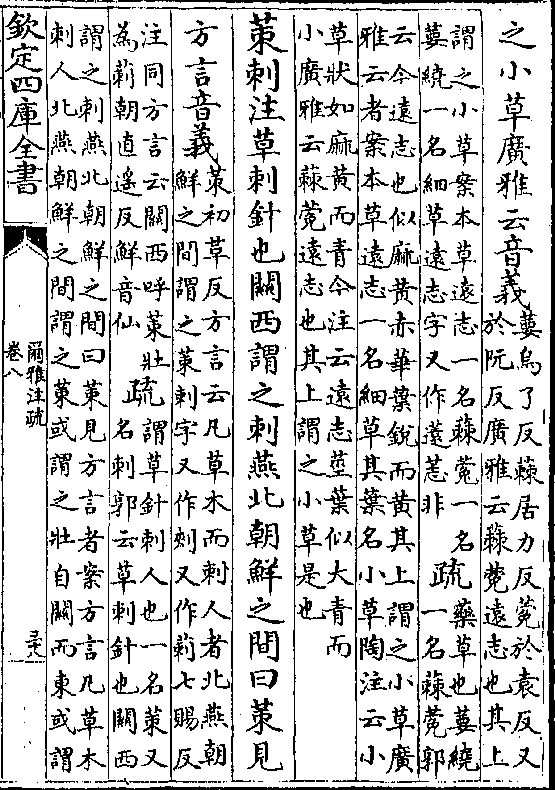 之小草廣雅云音義
葽烏了反蕀居力反蒬於袁反又
於阮反廣雅云蕀蒬遠志也其上
謂之小草案本草遠志一名蕀蒬一名
葽繞一名細草遠志字又作䓕莣非
疏
藥草也葽繞
一名蕀蒬郭
云今遠志也似麻黄赤華葉銳而黄其上謂之小草廣
雅云者案本草遠志一名細草其葉名小草陶注云小
草狀如麻黄而青今注云遠志莖葉似大青而
小廣雅云蕀蒬遠志也其上謂之小草是也
茦刺注草刺針也關西謂之刺燕北朝鮮之間曰茦見
方言音義
茦初草反方言云凡草木而刺人者北燕朝
鮮之間謂之茦刺字又作㓨又作莿七賜反
注同方言云關西呼茦壯
為莿朝直遥反鮮音仙
疏
謂草針刺人也一名茦又
名刺郭云草刺針也關西
謂之刺燕北朝鮮之間曰茦見方言者案方言凡草木
刺人北燕朝鮮之間謂之茦或謂之壯自關而東或謂
欽定四庫全書
爾雅注疏
卷八